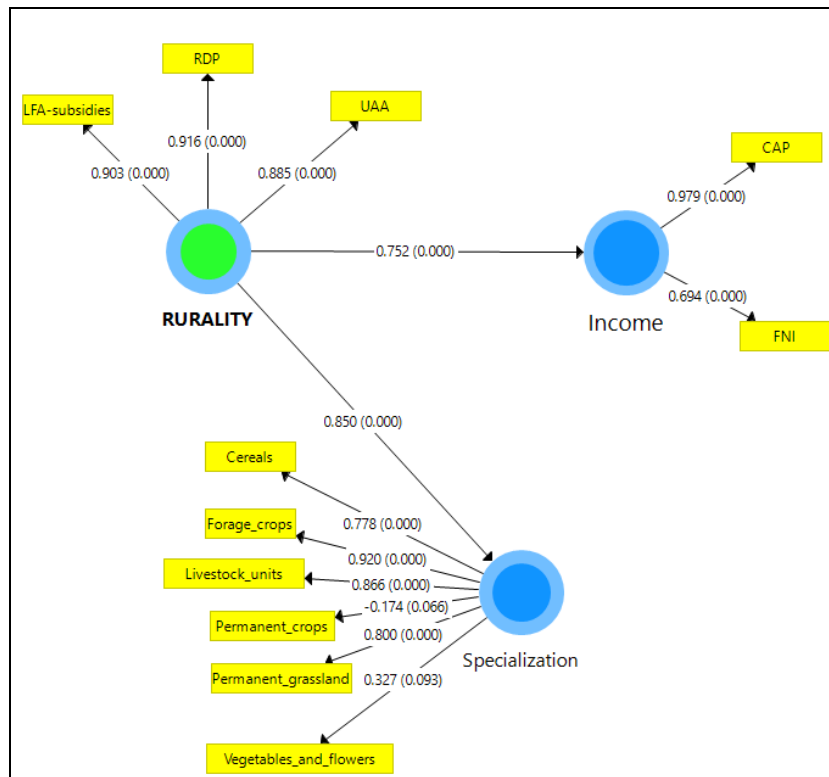 RDP
LFA-subsidies
UAA
0.916 (0.000)
0.903 (0.000)
0.885 (0.000)
CAP
0.979 (0.000)
0.752 (0.000)
0.694 (0.000)
RURALITY
Income
FNI
0.850 (0.000)
Cereals
0.778 (0.000)
Forage_crops
0.920 (0.000)
Livestock_units
0.866 (0.000)
-0.174 (0.066)
Permanent_crops
0.800 (0.000)
Specialization
Permanent_grassland
0.327 (0.093)
Vegetables_and_flowers